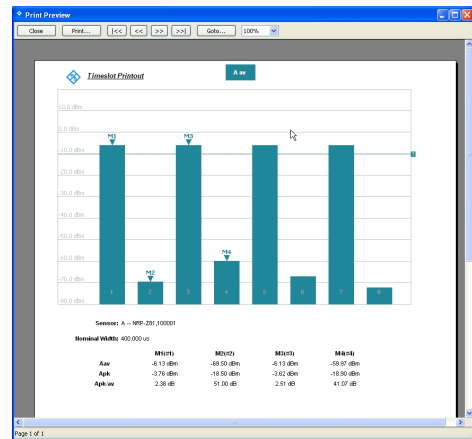 Print Preview
Close Print... |<< << >> >>| Goto... 100%
Timeslot Printout
A av
10.0 dBm
0.0 dBm
M1 M3
-10.0 dBm
1
-20.0 dBm
-30.0 dBm
-40.0 dBm
-50.0 dBm
M4
-60.0 dBm
M2
-70.0 dBm
1 2 3 4 5 6 7 8
-80.0 dBm
Sensor: A -- NRP-Z81,100001
Nominal Width: 400.000 us
M1(#1) M2(#2) M3(#3) M4(#4)
Aav -6.13 dBm -69.50 dBm -6.13 dBm -59.97 dBm
Apk -3.76 dBm -18.50 dBm -3.62 dBm -18.90 dBm
Apk/av 2.38 dB 51.00 dB 2.51 dB 41.07 dB
Page 1 of 1